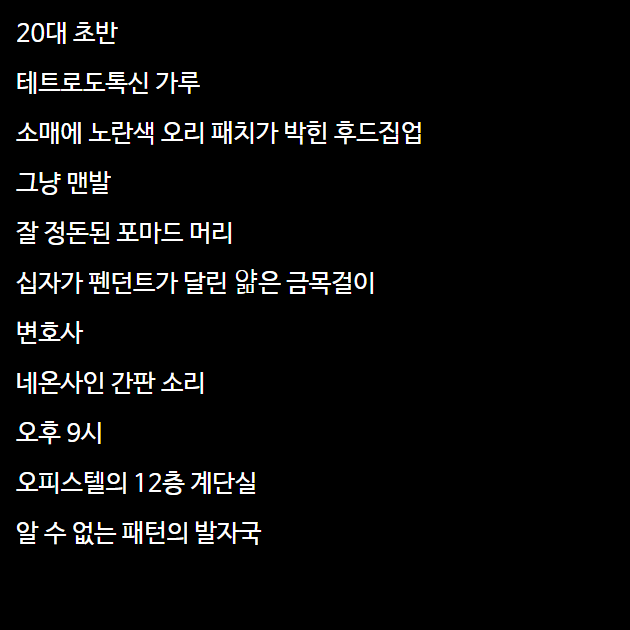 20대 초반
테트로도톡신 가루
소매에 노란색 오리 패치가 박힌 후드집업
그냥 맨발
잘 정돈된 포마드 머리
십자가 펜던트가 달린 얇은 금목걸이
변호사
네온사인 간판 소리
오후 9시
오피스텔의 12층 계단실
알 수 없는 패턴의 발자국